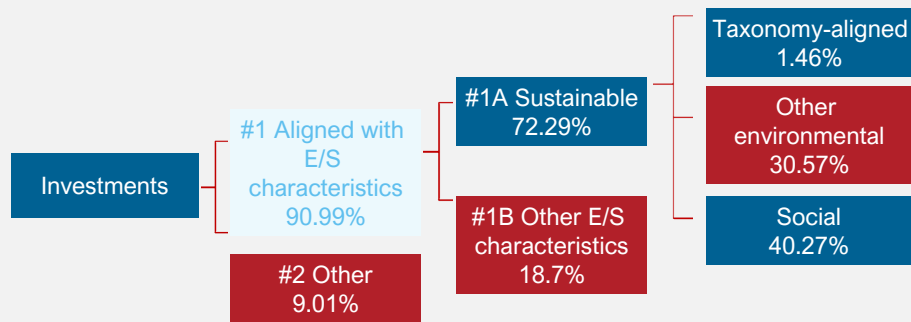 Investments
#1 Aligned with
E/S
characteristics
90.99%
#2 Other
9.01%
#1A Sustainable
72.29%
#1B Other E/S
characteristics
18.7%
Taxonomy-aligned
1.46%
Other
environmental
30.57%
Social
40.27%